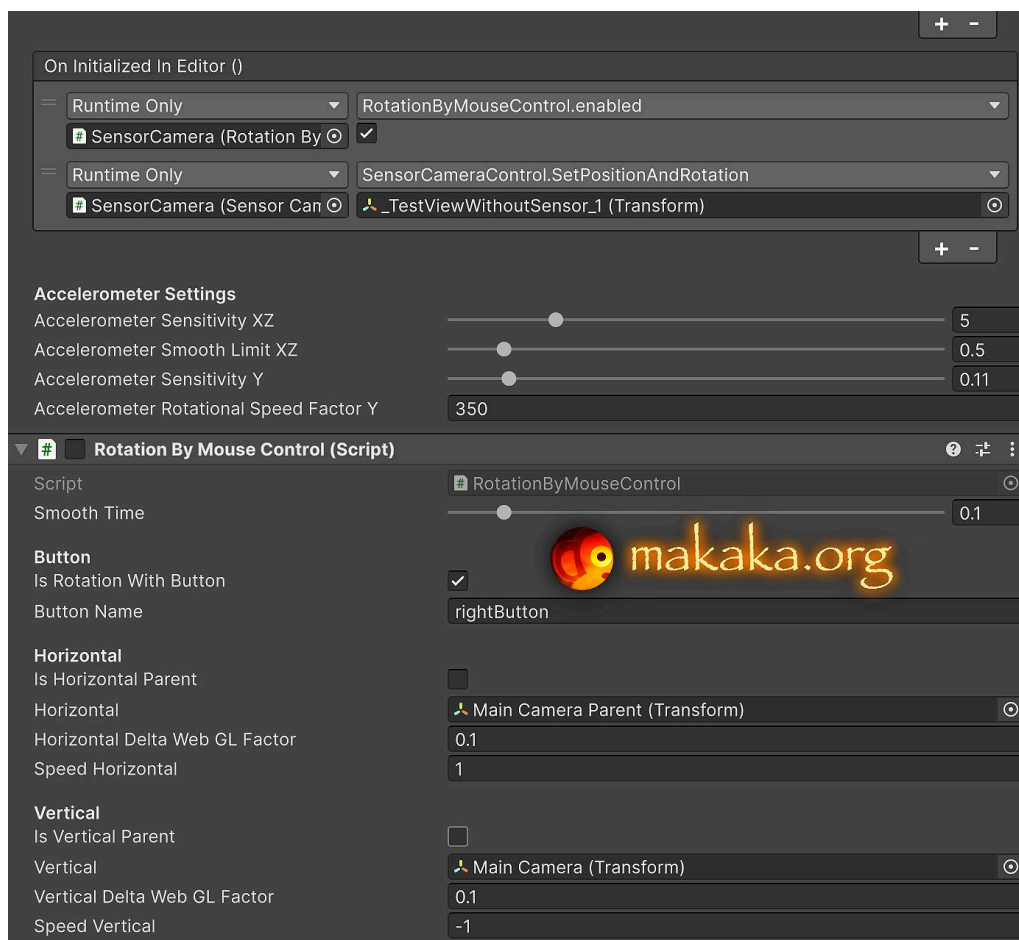 + -
On Initialized In Editor ()
Runtime Only RotationByMouseControl.enabled
# SensorCamera (Rotation By
Runtime Only SensorCameraControl.SetPositionAndRotation
# SensorCamera (Sensor Can _TestViewWithoutSensor_1 (Transform)
+ -
Accelerometer Settings
Accelerometer Sensitivity XZ 5
Accelerometer Smooth Limit XZ 0.5
Accelerometer Sensitivity Y 0.11
Accelerometer Rotational Speed Factor Y 350
# Rotation By Mouse Control (Script) ?
Script # RotationByMouseControl
Smooth Time 0.1
makaka.org
Button
Is Rotation With Button
Button Name rightButton
Horizontal
Is Horizontal Parent
Horizontal Main Camera Parent (Transform)
Horizontal Delta Web GL Factor 0.1
Speed Horizontal 1
Vertical
Is Vertical Parent
Vertical Main Camera (Transform)
Vertical Delta Web GL Factor 0.1
Speed Vertical -1